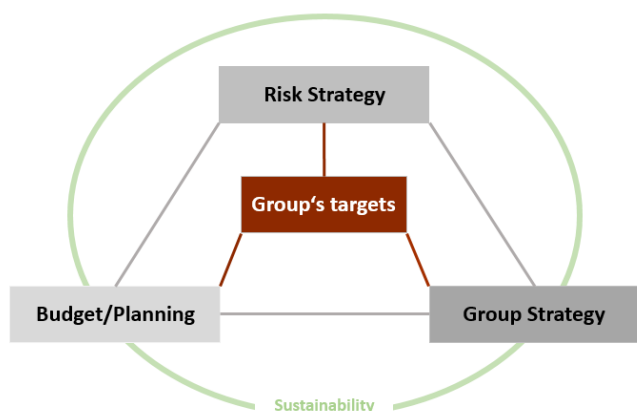 Risk Strategy
Group‘s targets
Budget/Planning
Group Strategy
Sustainability